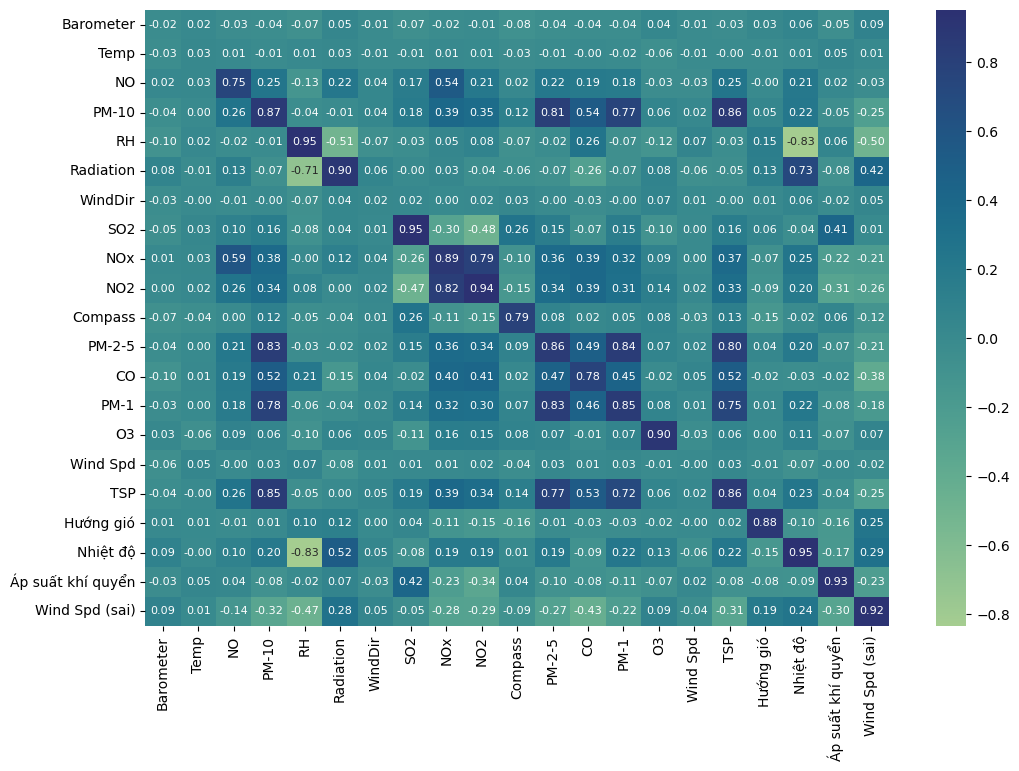 Barometer -0.02 0.02 -0.03 -0.04 -0.07 0.05 -0.01 -0.07 -0.02 -0.01 -0.08 -0.04 -0.04 -0.04 0.04 -0.01 -0.03 0.03 0.06 -0.05 0.09
Temp -0.03 0.03 0.01 -0.01 0.01 0.03 -0.01 -0.01 0.01 0.01 -0.03 -0.01 -0.00 -0.02 -0.06 -0.01 -0.00 -0.01 0.01 0.05 0.01
NO 0.02 0.03 0.75 0.25 -0.13 0.22 0.04 0.17 0.54 0.21 0.02 0.22 0.19 0.18 -0.03 -0.03 0.25 -0.00 0.21 0.02 -0.03
PM-10 -0.04 0.00 0.26 0.87 -0.04 -0.01 0.04 0.18 0.39 0.35 0.12 0.81 0.54 0.77 0.06 0.02 0.86 0.05 0.22 -0.03 -0.25
RH -0.10 0.02 -0.02 -0.01 0.95 -0.51 -0.07 -0.03 0.05 0.08 -0.07 -0.02 0.26 -0.07 -0.12 0.07 -0.03 0.15 -0.83 0.06 -0.50
Radiation 0.08 -0.01 0.13 -0.07 -0.71 0.90 0.06 -0.00 0.03 -0.04 -0.06 -0.07 -0.26 -0.07 0.08 -0.06 -0.05 0.13 0.73 -0.08 0.42
WindDir -0.03 -0.00 -0.01 -0.00 -0.07 0.04 0.02 0.02 0.00 0.02 0.03 -0.00 -0.03 -0.00 0.03 0.01 -0.00 0.01 0.06 -0.02 0.05
SO2 -0.05 0.03 0.10 0.16 -0.08 0.04 0.01 0.95 -0.30 -0.48 0.26 0.15 -0.07 0.15 -0.10 0.00 0.16 0.06 -0.04 0.41 0.01
NOx 0.01 0.03 0.59 0.38 -0.00 0.12 0.04 -0.26 0.89 0.79 -0.10 0.36 0.39 0.32 0.09 0.00 0.37 -0.07 0.25 -0.22 -0.21
NO2 0.00 0.02 0.26 0.34 0.08 0.00 0.02 -0.47 0.82 0.94 -0.15 0.34 0.39 0.31 0.14 0.02 0.33 -0.09 0.20 -0.31 -0.26
Compass -0.07 -0.04 0.00 0.12 -0.05 -0.04 0.01 0.26 -0.11 -0.15 0.79 0.08 0.02 0.05 0.08 -0.03 0.13 -0.15 -0.02 0.06 -0.12
PM-2-5 -0.04 0.00 0.21 0.83 -0.03 -0.02 0.02 0.15 0.36 0.34 0.09 0.86 0.49 0.84 0.07 0.02 0.80 0.04 0.20 -0.07 -0.21
CO -0.10 0.01 0.19 0.52 0.21 -0.15 0.04 -0.02 0.40 0.41 0.02 0.47 0.78 0.45 -0.02 0.05 0.52 -0.02 -0.03 -0.02 -0.38
PM-1 -0.03 0.00 0.18 0.78 -0.06 -0.04 0.02 0.14 0.32 0.30 0.07 0.83 0.46 0.85 0.08 0.01 0.75 0.01 0.22 -0.08 -0.18
O3 0.03 -0.06 0.09 0.06 -0.10 0.06 0.05 -0.11 0.16 0.15 0.08 0.07 -0.01 0.07 0.90 -0.03 0.06 0.00 0.11 -0.07 0.07
Wind Spd -0.06 0.05 -0.00 0.03 0.07 -0.08 0.01 0.01 0.01 0.02 -0.04 0.03 0.01 0.03 -0.01 -0.00 0.03 -0.01 -0.07 -0.00 -0.02
TSP -0.04 -0.00 0.26 0.85 -0.05 0.00 0.05 0.19 0.39 0.34 0.14 0.77 0.53 0.72 0.06 0.02 0.86 0.04 0.23 -0.04 -0.25
Hướng gió 0.01 0.01 -0.01 0.01 0.10 0.12 0.00 0.04 -0.11 -0.15 -0.16 -0.01 -0.03 -0.03 -0.02 -0.00 0.02 0.88 -0.10 -0.16 0.25
Nhiệt độ 0.09 -0.00 0.10 0.20 -0.83 0.52 0.05 -0.08 0.19 0.19 0.01 0.19 -0.09 0.22 0.13 -0.06 0.22 -0.15 0.95 -0.17 0.29
Áp suất khí quyển -0.03 0.05 0.04 -0.08 -0.02 0.07 -0.03 0.42 -0.23 -0.34 0.04 -0.10 -0.08 -0.11 -0.07 0.02 -0.08 -0.08 -0.09 0.93 -0.23
Wind Spd (sai) 0.09 0.01 -0.14 -0.32 -0.47 0.28 0.05 -0.05 -0.28 -0.29 -0.09 -0.27 -0.43 -0.22 0.09 -0.04 -0.31 0.19 0.24 -0.30 0.92
Barometer
Temp
NO
PM-10
RH
Radiation
WindDir
SO2
NOx
NO2
Compass
PM-2-5
CO
PM-1
O3
Wind Spd
TSP
Hướng gió
Nhiệt độ
Áp suất khí quyển
Wind Spd (sai)
0.8
0.6
0.4
0.2
0.0
−0.2
−0.4
−0.6
−0.8